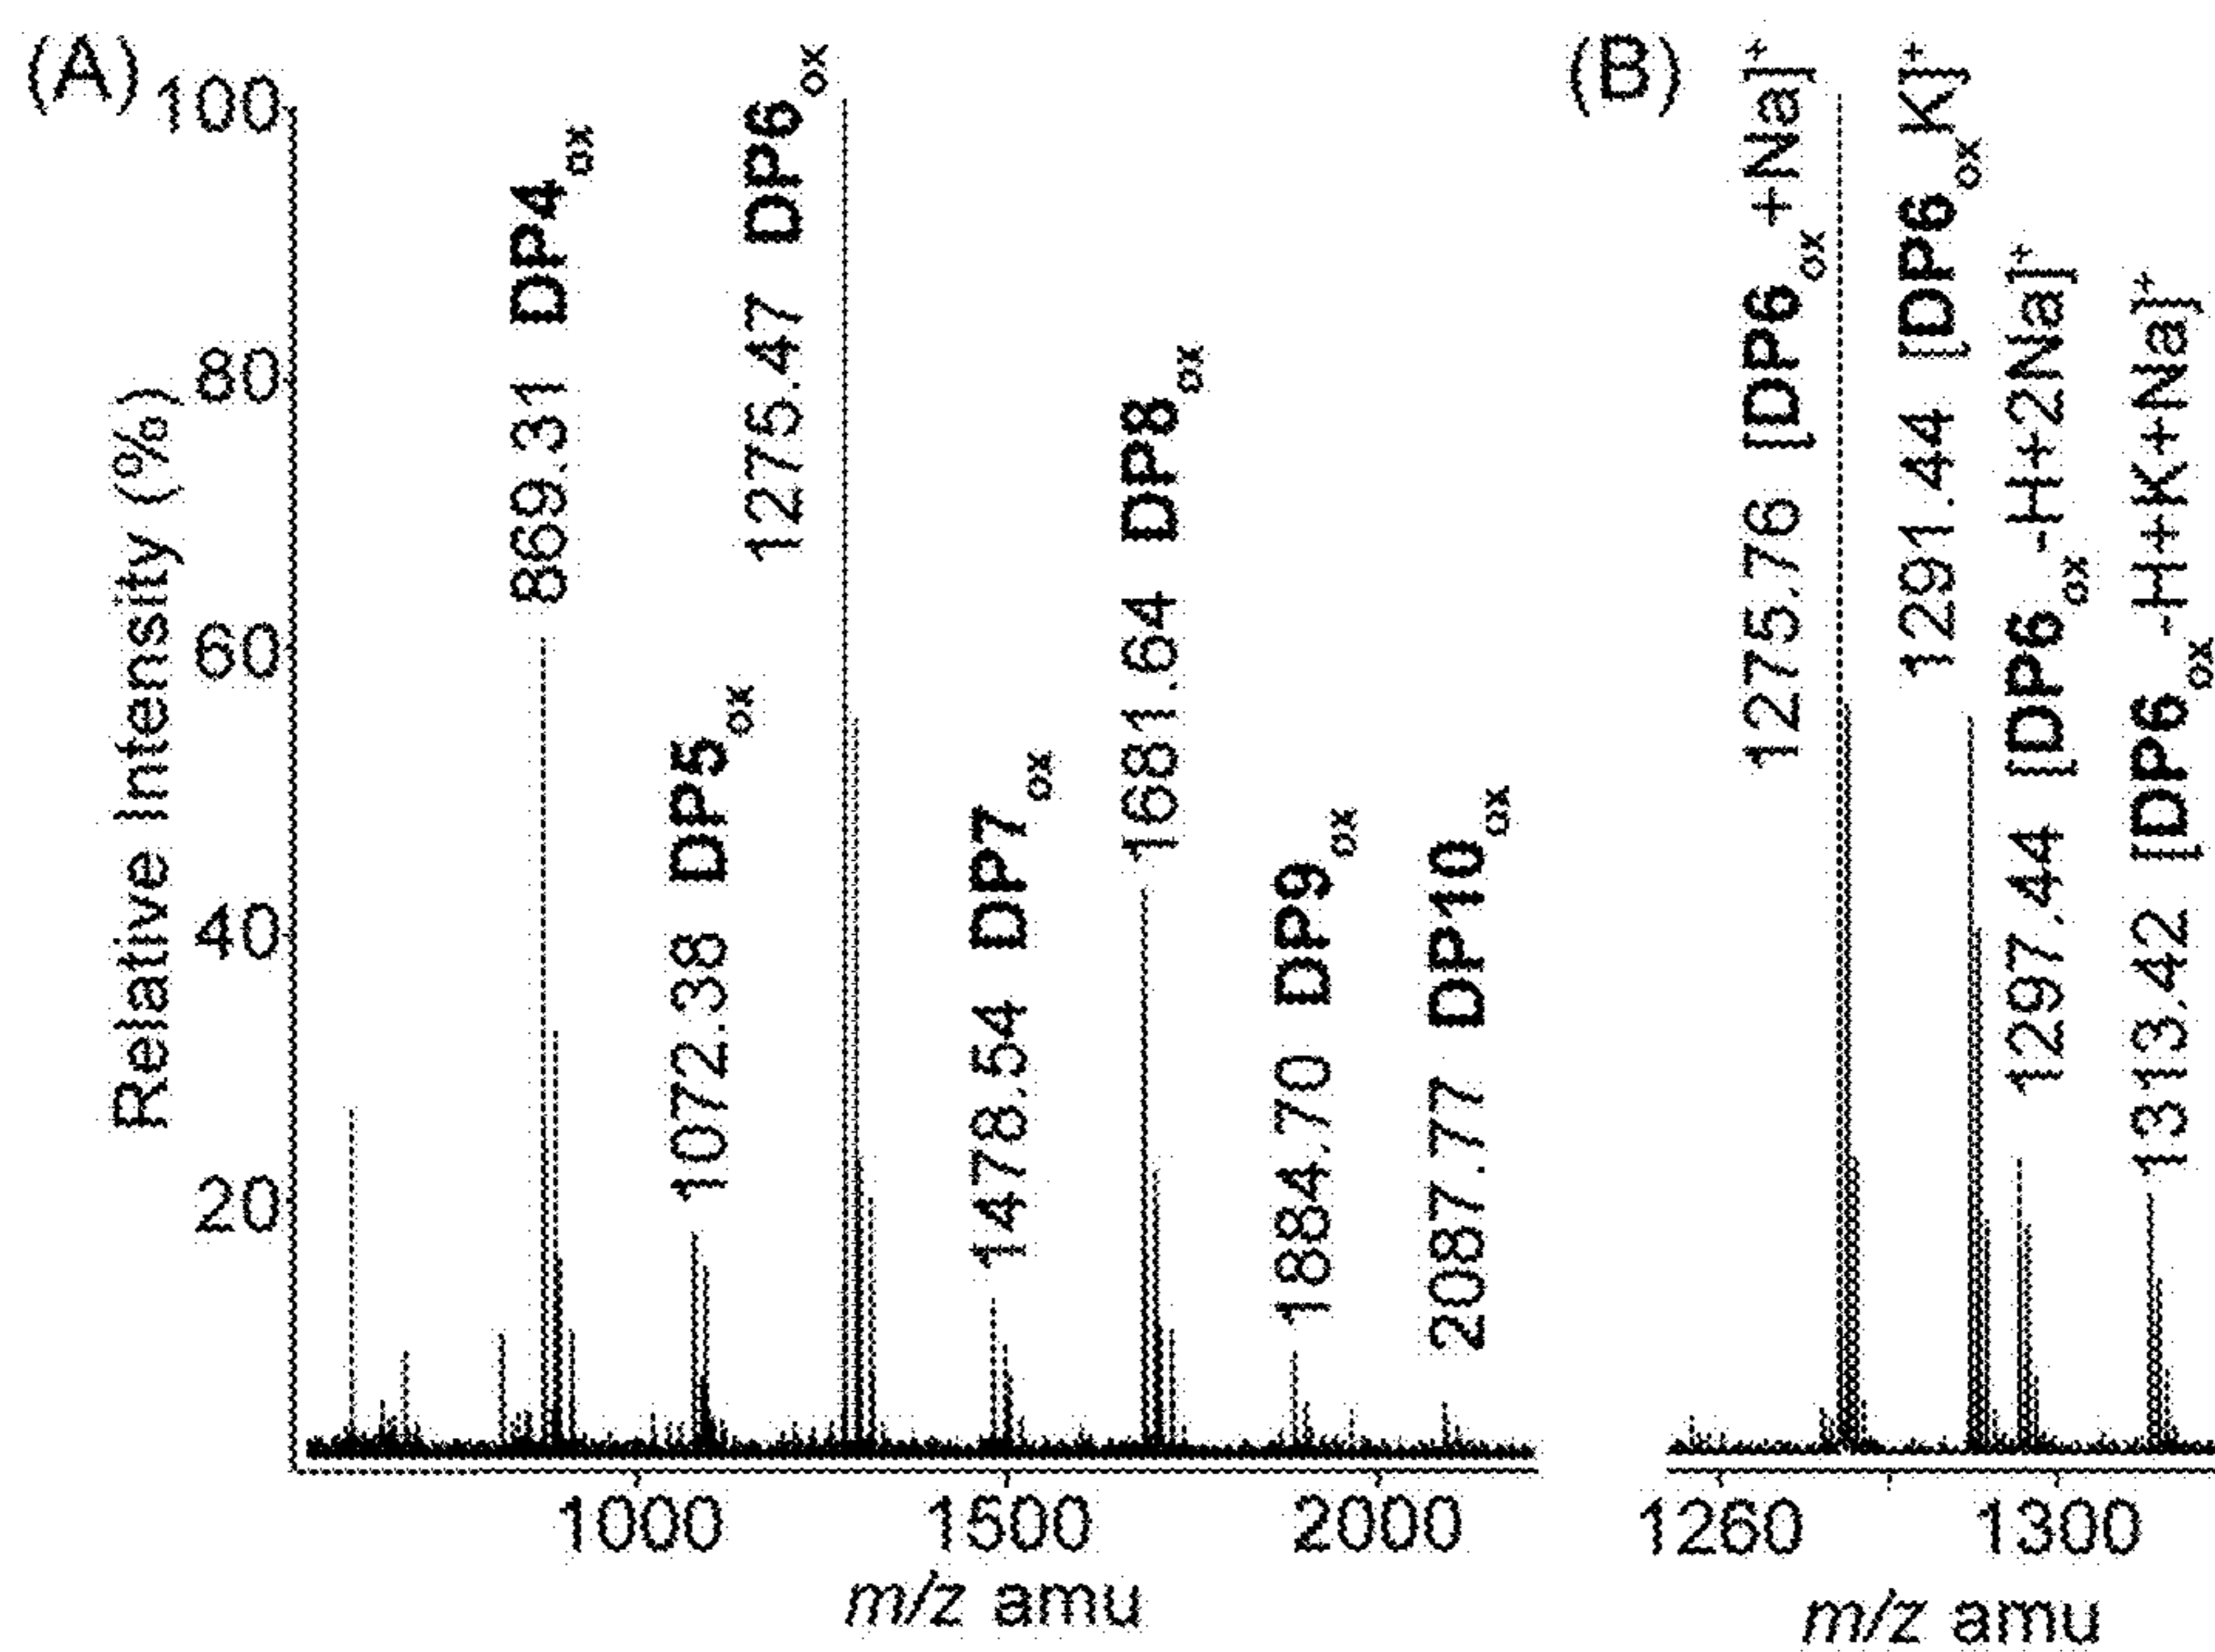 (A)
100
80
60
40
20
Relative Intensity (%)
869.31 DP4ox
1072.38 DP5ox
1275.47 DP6ox
1478.54 DP7ox
1681.64 DP8ox
1884.70 DP9ox
2087.77 DP10ox
1000 1500 2000
m/z amu
(B)
1275.76 [DP6ox+Na]+
1291.44 [DP6ox K]+
1297.44 [DP6ox-H+2Na]+
1313.42 [DP6ox-H+K+Na]+
1260 1300
m/z amu